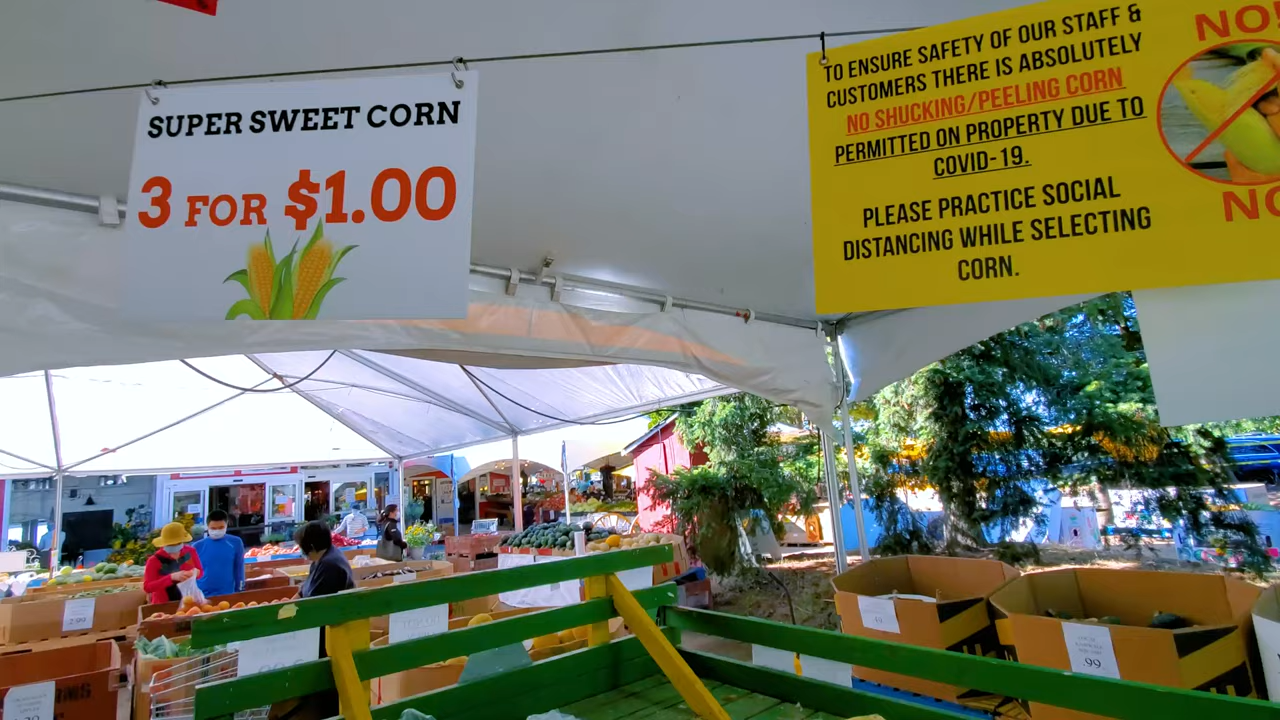 SUPER SWEET CORN
3 FOR $1.00
TO ENSURE SAFETY OF OUR STAFF &
CUSTOMERS THERE IS ABSOLUTELY
NO SHUCKING/PEELING CORN
PERMITTED ON PROPERTY DUE TO
COVID-19.
PLEASE PRACTICE SOCIAL
DISTANCING WHILE SELECTING
CORN.
NO
NO
2.99
.99